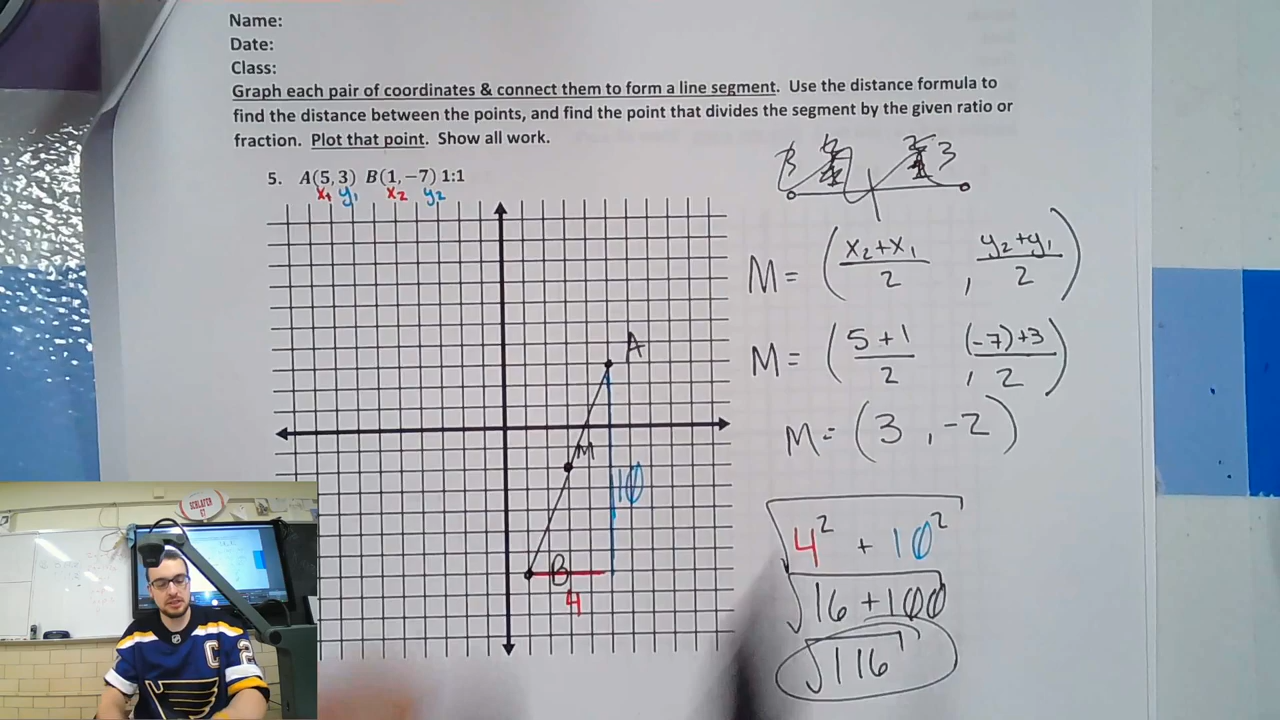 Name:
Date:
Class:
Graph each pair of coordinates & connect them to form a line segment. Use the distance formula to
find the distance between the points, and find the point that divides the segment by the given ratio or
fraction. Plot that point. Show all work.
5. A(5, 3) B(1, −7) 1:1
x₁ y₁ x₂ y₂
3
M = (x₂+x₁/2 , y₂+y₁/2)
M = (5+1/2 , (-7)+3/2)
M = (3, -2)
A
M
10
B
4
√4² + 10²
√16 + 100
√116
SCHLATER
C 2